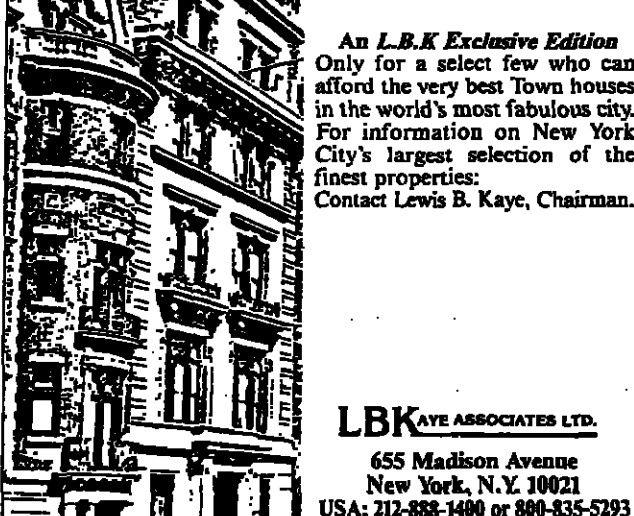 An L.B.K Exclusive Edition
Only for a select few who can
afford the very best Town houses
in the world's most fabulous city.
For information on New York
City's largest selection of the
finest properties:
Contact Lewis B. Kaye, Chairman.
LBKAYE ASSOCIATES LTD.
655 Madison Avenue
New York, N.Y. 10021
USA: 212-888-1400 or 800-835-5293